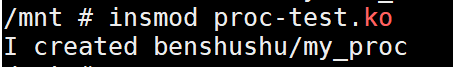 /mnt # insmod proc-test.ko
I created benshushu/my_proc